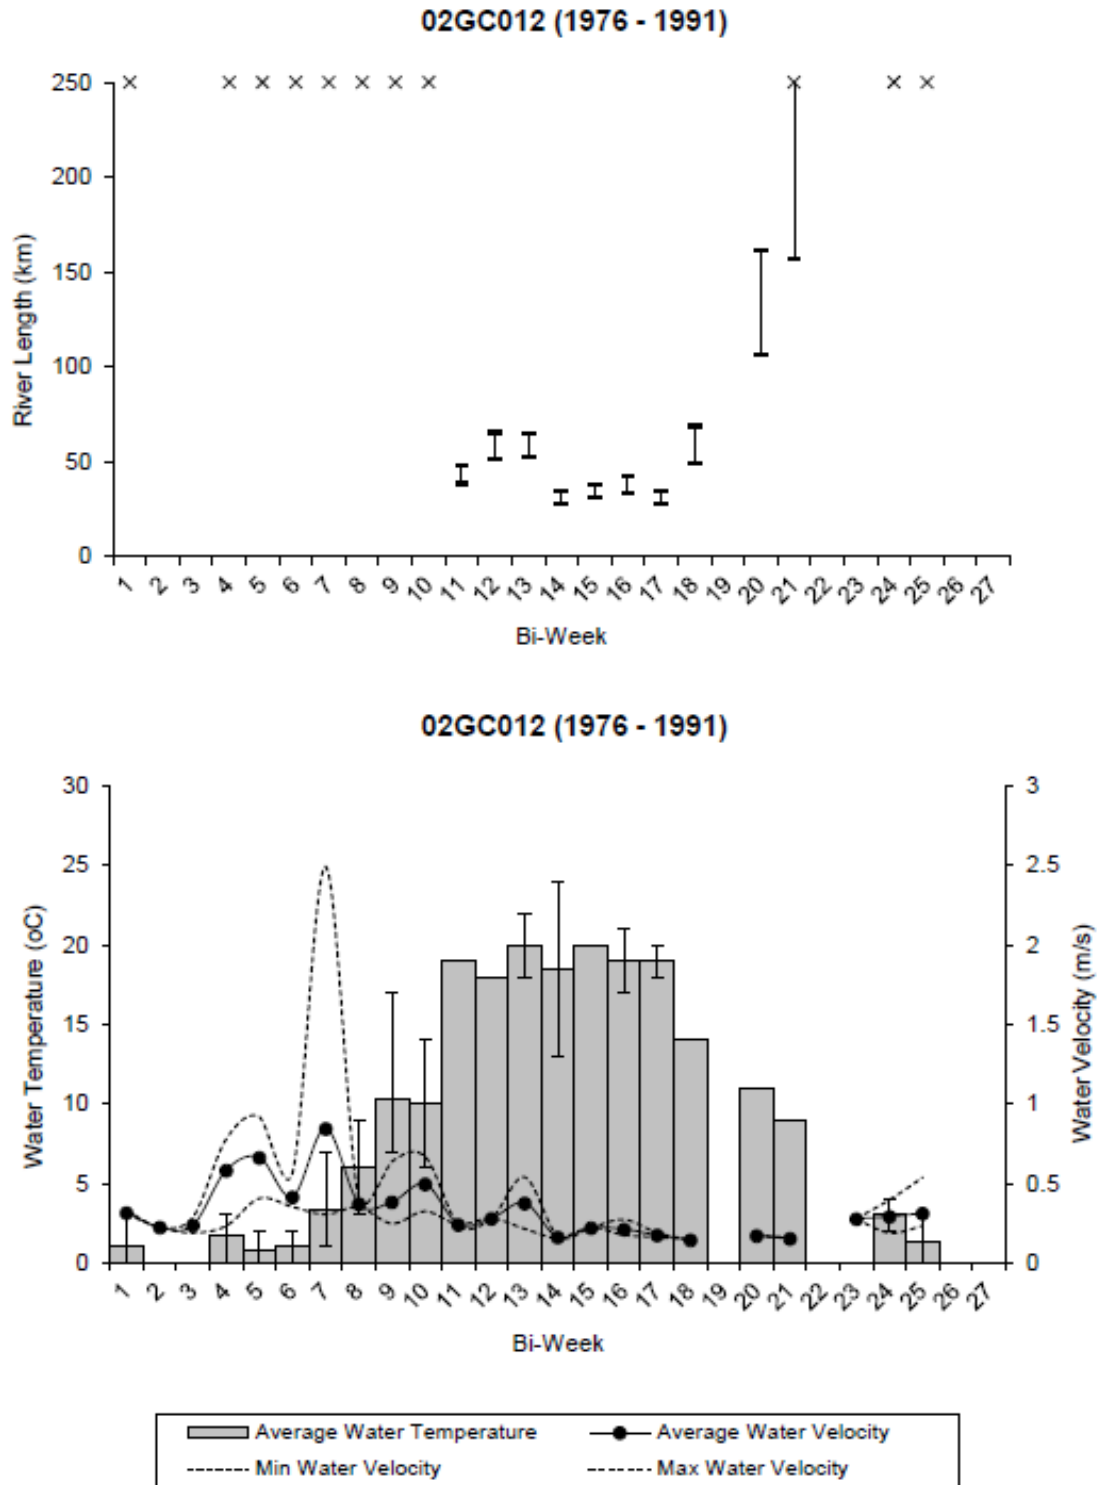 02GC012 (1976 - 1991)
River Length (km)
250
200
150
100
50
0
1 2 3 4 5 6 7 8 9 10 11 12 13 14 15 16 17 18 19 20 21 22 23 24 25 26 27
Bi-Week
02GC012 (1976 - 1991)
Water Temperature (oC)
30
25
20
15
10
5
0
3
2.5
2
1.5
1
0.5
0
Water Velocity (m/s)
1 2 3 4 5 6 7 8 9 10 11 12 13 14 15 16 17 18 19 20 21 22 23 24 25 26 27
Bi-Week
Average Water Temperature
Average Water Velocity
Min Water Velocity
Max Water Velocity